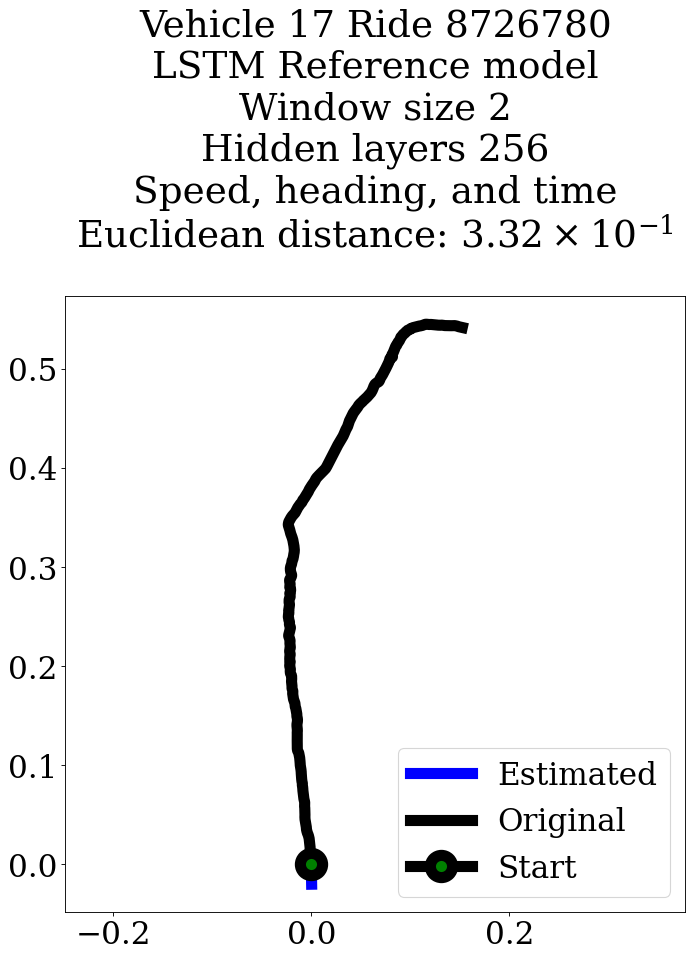 Vehicle 17 Ride 8726780
LSTM Reference model
Window size 2
Hidden layers 256
Speed, heading, and time
Euclidean distance: 3.32 × 10⁻¹
0.5
0.4
0.3
0.2
0.1
0.0
Estimated
Original
Start
−0.2
0.0
0.2